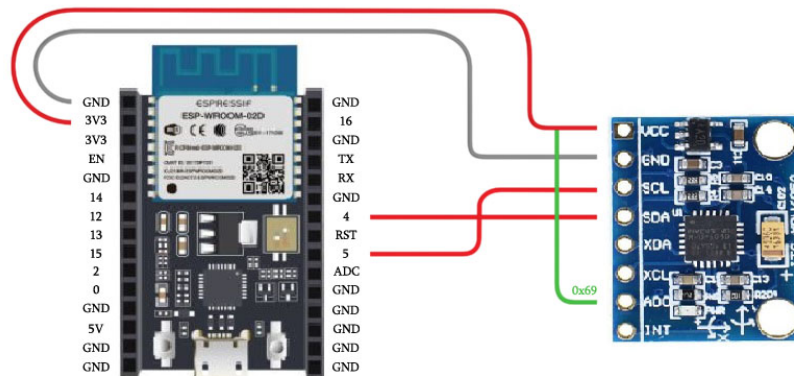 GND
3V3
3V3
EN
GND
14
12
13
15
2
0
GND
5V
GND
GND
ESPRESSIF
ESP-WROOM-02D
GND
16
GND
TX
RX
GND
4
RST
5
ADC
GND
GND
GND
GND
GND
0x69
VCC
GND
SCL
SDA
XDA
XCL
ADO
INT